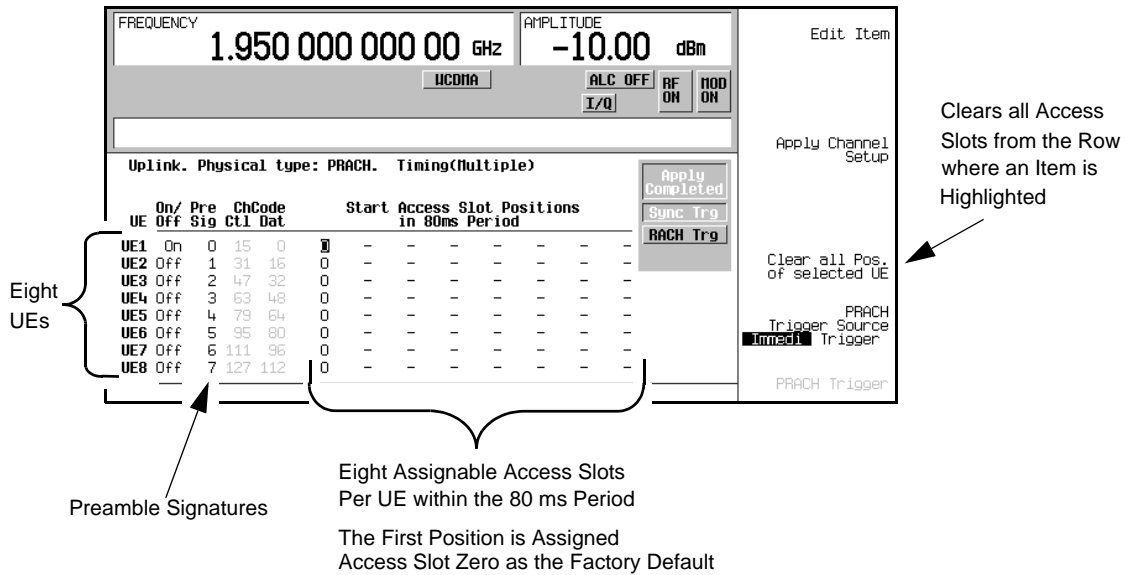 FREQUENCY
1.950 000 000 00 GHz
AMPLITUDE
-10.00 dBm
WCDMA
ALC OFF
I/Q
RF ON
MOD ON
Uplink. Physical type: PRACH. Timing(Multiple)
On/ Pre ChCode Start Access Slot Positions
UE Off Sig Ctl Dat in 80ms Period
UE1 On 0 15 0 0 - - - - - - -
UE2 Off 1 31 16 0 - - - - - - -
UE3 Off 2 47 32 0 - - - - - - -
UE4 Off 3 63 48 0 - - - - - - -
UE5 Off 4 79 64 0 - - - - - - -
UE6 Off 5 95 80 0 - - - - - - -
UE7 Off 6 111 96 0 - - - - - - -
UE8 Off 7 127 112 0 - - - - - - -
Apply
Completed
Sync Trg
RACH Trg
Edit Item
Apply Channel
Setup
Clear all Pos.
of selected UE
PRACH
Trigger Source
Immedi Trigger
PRACH Trigger
Clears all Access
Slots from the Row
where an Item is
Highlighted
Eight
UEs
Preamble Signatures
Eight Assignable Access Slots
Per UE within the 80 ms Period
The First Position is Assigned
Access Slot Zero as the Factory Default